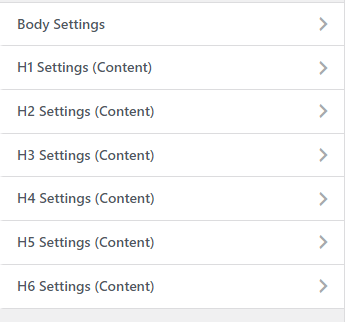 Body Settings
H1 Settings (Content)
H2 Settings (Content)
H3 Settings (Content)
H4 Settings (Content)
H5 Settings (Content)
H6 Settings (Content)